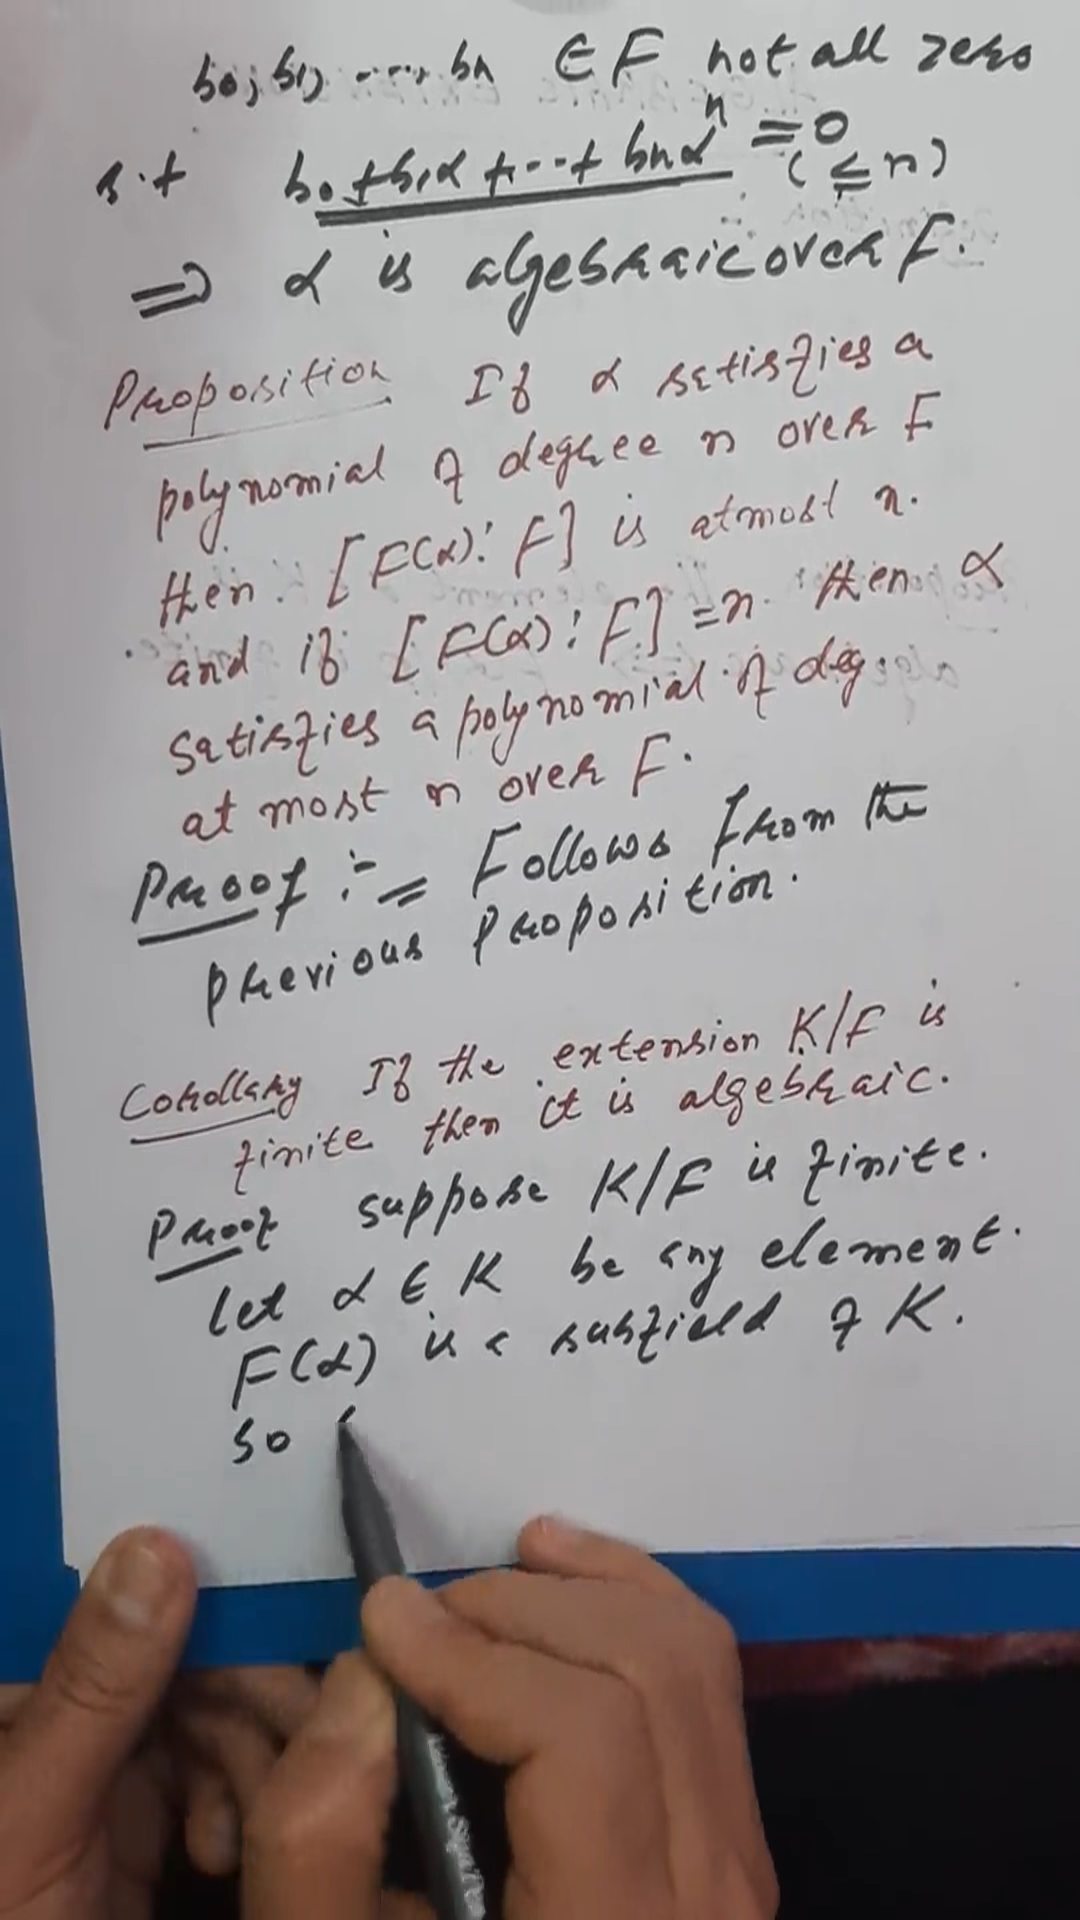 b₀, b₁, ..., bₙ ∈ F not all zero
s.t b₀ + b₁α + ... + bₙαⁿ = 0
(≤ n)
⇒ α is algebraic over F.
Proposition If α satisfies a
polynomial of degree n over F
then [F(α): F] is atmost n.
and if [F(α): F] = n. then α
satisfies a polynomial of deg.
at most n over F.
Proof :- Follows from the
previous proposition.
Corollary If the extension K/F is
finite then it is algebraic.
Proof suppose K/F is finite.
Let α ∈ K be any element.
F(α) is a subfield of K.
so